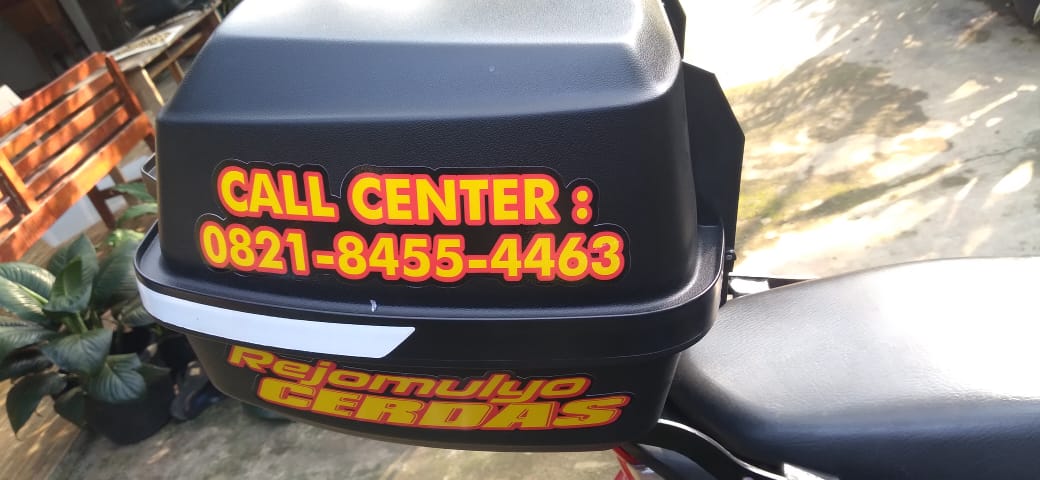 CALL CENTER :
0821-8455-4463
Rejomulyo
CERDAS